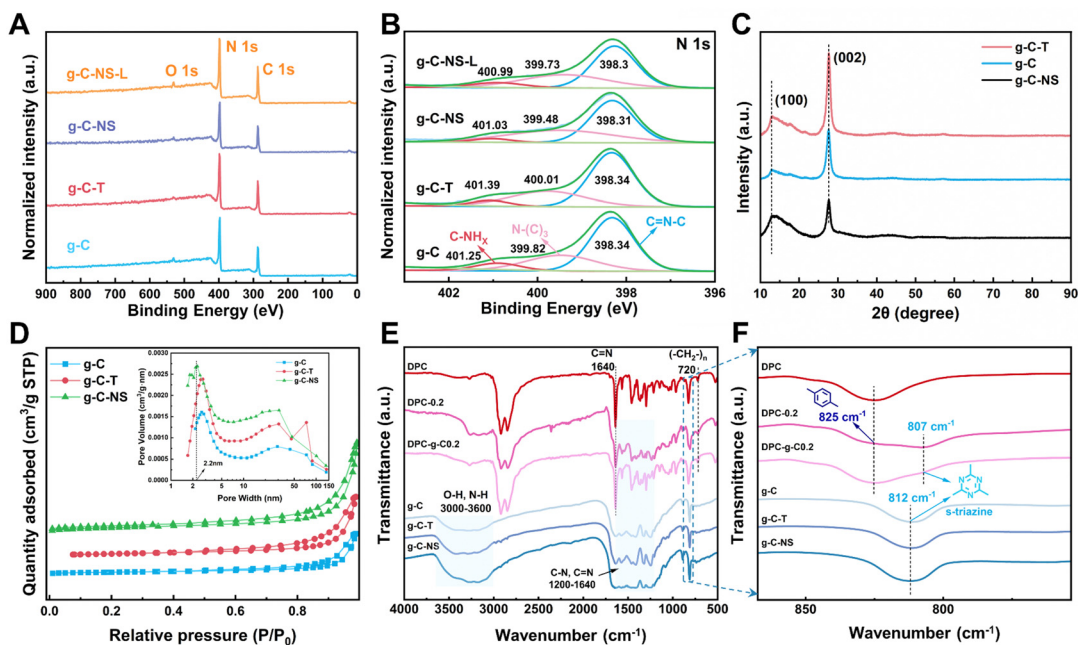 A
N 1s
O 1s
C 1s
g-C-NS-L
g-C-NS
g-C-T
g-C
Normalized intensity (a.u.)
900 800 700 600 500 400 300 200 100 0
Binding Energy (eV)
B
N 1s
g-C-NS-L
400.99
399.73
398.3
g-C-NS
401.03
399.48
398.31
g-C-T
401.39
400.01
398.34
g-C
C-NHX
401.25
N-(C)3
399.82
398.34
C=N-C
Normalized intensity (a.u.)
402 400 398 396
Binding Energy (eV)
C
(002)
(100)
g-C-T
g-C
g-C-NS
Intensity (a.u.)
10 20 30 40 50 60 70 80 90
2θ (degree)
D
g-C
g-C-T
g-C-NS
Quantity adsorbed (cm3/g STP)
0.0 0.2 0.4 0.6 0.8
Relative pressure (P/P0)
Pore Volume (cm3/g·nm)
0.0030
0.0025
0.0020
0.0015
0.0010
0.0005
0.0000
g-C
g-C-T
g-C-NS
2.2nm
2 5 10 50 100 150
Pore Width (nm)
E
C=N
1640
(-CH2-)n
720
DPC
DPC-0.2
DPC-g-C0.2
O-H, N-H
3000-3600
g-C
g-C-T
g-C-NS
C-N, C=N
1200-1640
Transmittance (a.u.)
4000 3500 3000 2500 2000 1500 1000 500
Wavenumber (cm-1)
F
DPC
825 cm-1
DPC-0.2
807 cm-1
DPC-g-C0.2
812 cm-1
s-triazine
g-C
g-C-T
g-C-NS
Transmittance (a.u.)
850 800
Wavenumber (cm-1)